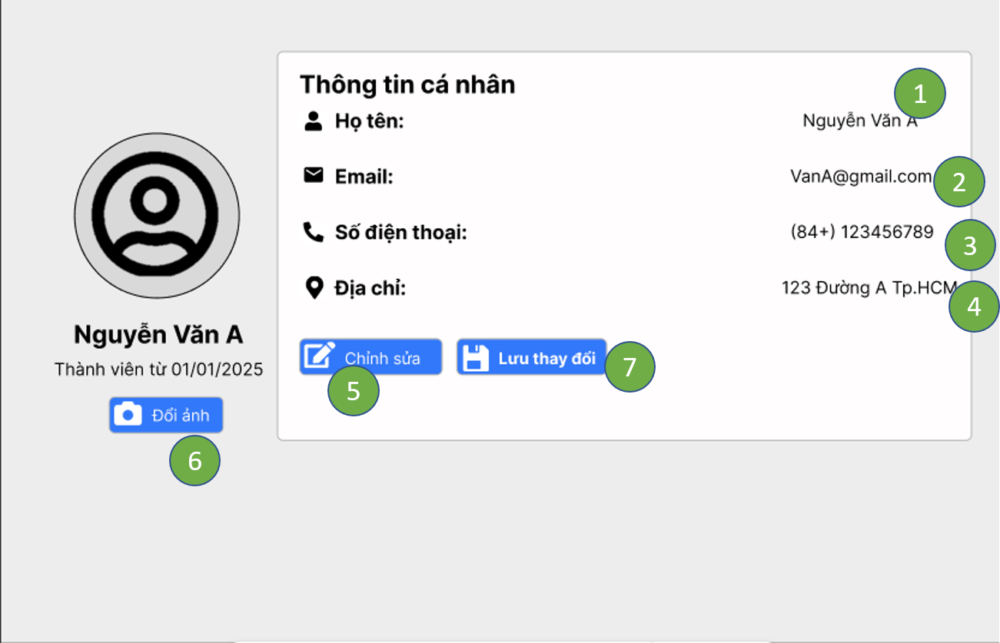 Thông tin cá nhân
1
Họ tên:
Nguyễn Văn A
Email:
VanA@gmail.com
2
Số điện thoại:
(84+) 123456789
3
Địa chỉ:
123 Đường A Tp.HCM
4
Nguyễn Văn A
Thành viên từ 01/01/2025
Chỉnh sửa
Lưu thay đổi
5
7
Đổi ảnh
6